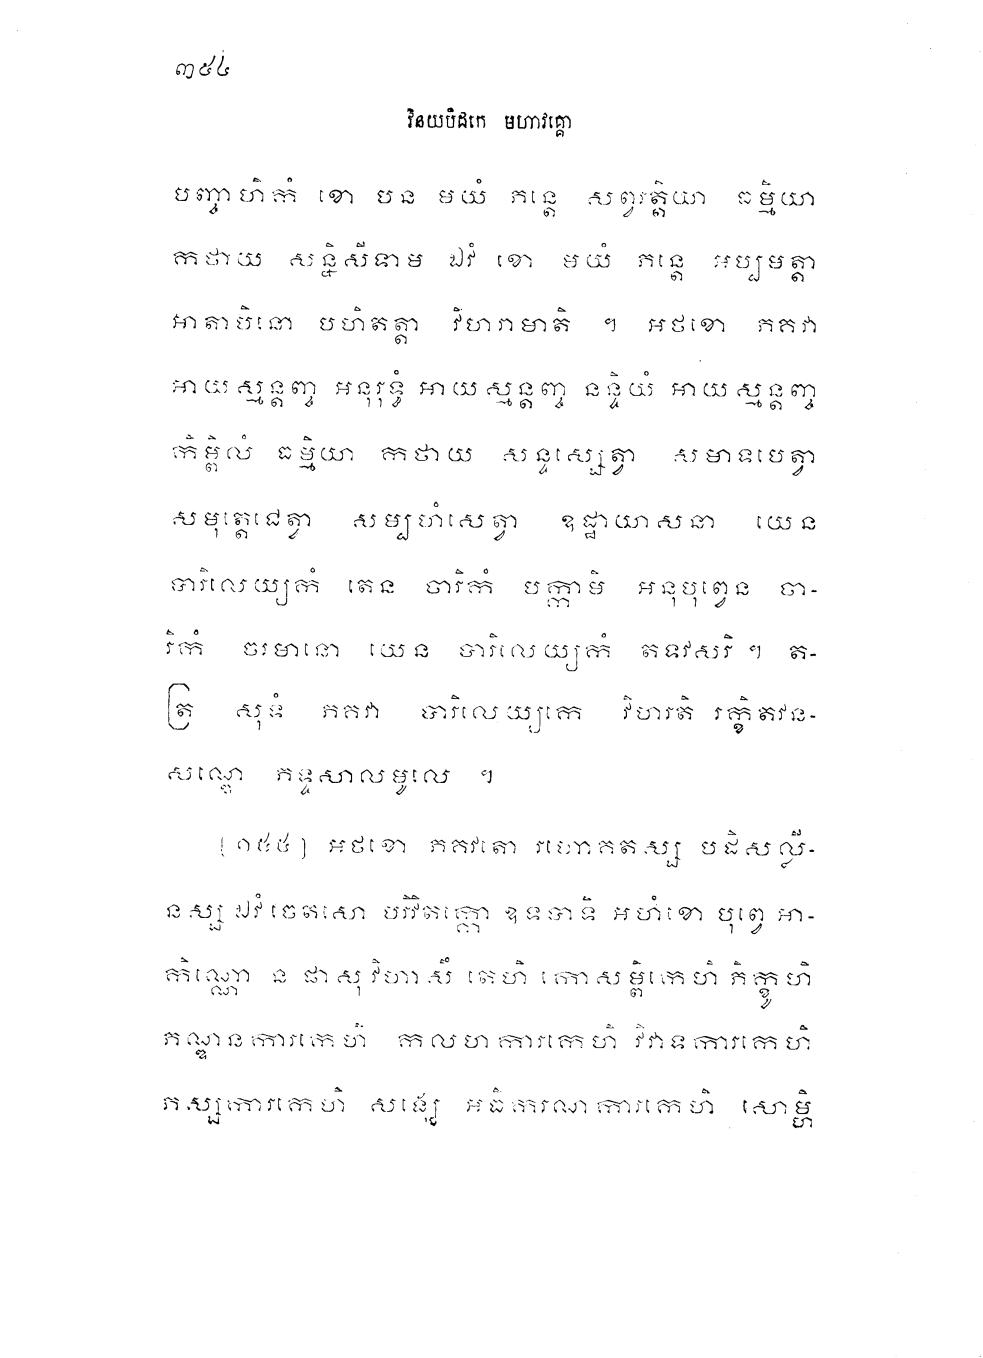 ៣៥៤
វិនយបិដកេ មហាវគ្គោ
បញ្ចាហិកំ ខោ បន មយំ ភន្តេ សព្វរត្តិយា ធម្មិយា
កថាយ សន្និសីទាម ឯវំ ខោ មយំ ភន្តេ អប្បមត្តា
អាតាបិនោ បហិតត្តា វិហរាមាតិ ។ អថខោ ភគវា
អាយស្មន្តញ្ច អនុរុទ្ធំ អាយស្មន្តញ្ច នន្ទិយំ អាយស្មន្តញ្ច
កិម្ពិលំ ធម្មិយា កថាយ សន្ទស្សេត្វា សមាទបេត្វា
សមុត្តេជេត្វា សម្បហំសេត្វា ឧដ្ឋាយាសនា យេន
បារិលេយ្យកំ តេន ចារិកំ បក្កាមិ អនុបុព្វេន ចា-
រិកំ ចរមានោ យេន បារិលេយ្យកំ តទវសរិ ។ ត-
ត្រ សុទំ ភគវា បារិលេយ្យកេ វិហរតិ រក្ខិតវន-
សណ្ឌេ ភទ្ទសាលមូលេ ។
[១៥៥] អថខោ ភគវតោ រហោគតស្ស បដិសល្លី-
នស្ស ឯវំ ចេតសោ បរិវិតក្កោ ឧទបាទិ អហំ ខោ បុព្វេ អា-
កិណ្ណោ ន ផាសុ វិហាសឹ តេហិ កោសម្ពិកេហិ ភិក្ខូហិ
ភណ្ឌនការកេហិ កលហការកេហិ វិវាទការកេហិ
ភស្សការកេហិ សង្ឃេ អធិករណការកេហិ សោម្ហិ